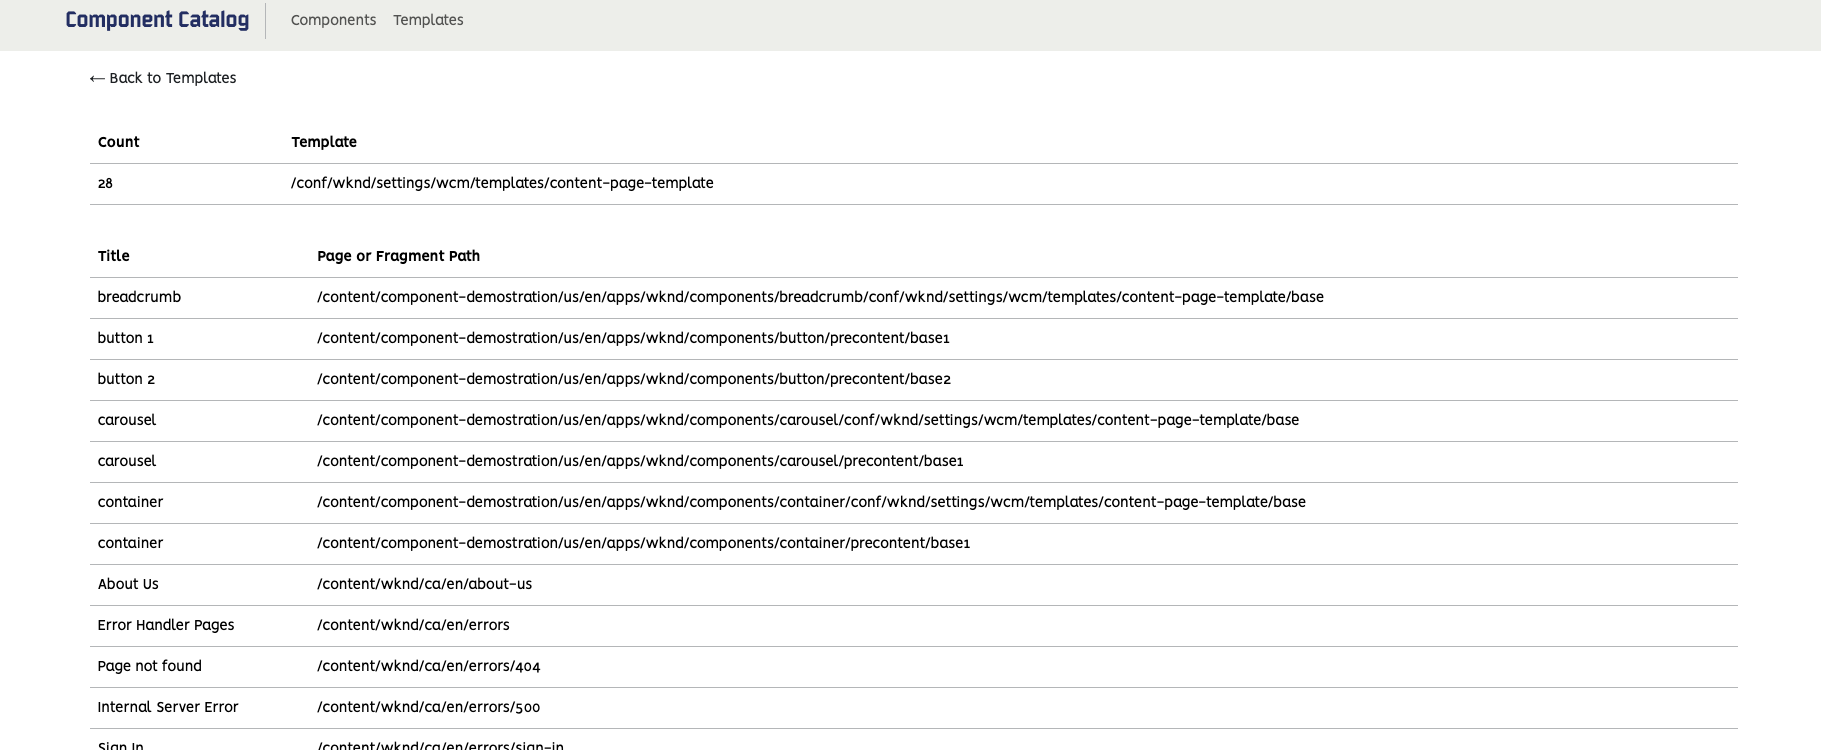 Component Catalog Components Templates
← Back to Templates
Count Template
28 /conf/wknd/settings/wcm/templates/content-page-template
Title Page or Fragment Path
breadcrumb /content/component-demostration/us/en/apps/wknd/components/breadcrumb/conf/wknd/settings/wcm/templates/content-page-template/base
button 1 /content/component-demostration/us/en/apps/wknd/components/button/precontent/base1
button 2 /content/component-demostration/us/en/apps/wknd/components/button/precontent/base2
carousel /content/component-demostration/us/en/apps/wknd/components/carousel/conf/wknd/settings/wcm/templates/content-page-template/base
carousel /content/component-demostration/us/en/apps/wknd/components/carousel/precontent/base1
container /content/component-demostration/us/en/apps/wknd/components/container/conf/wknd/settings/wcm/templates/content-page-template/base
container /content/component-demostration/us/en/apps/wknd/components/container/precontent/base1
About Us /content/wknd/ca/en/about-us
Error Handler Pages /content/wknd/ca/en/errors
Page not found /content/wknd/ca/en/errors/404
Internal Server Error /content/wknd/ca/en/errors/500
Sign In /content/wknd/ca/en/errors/sign-in